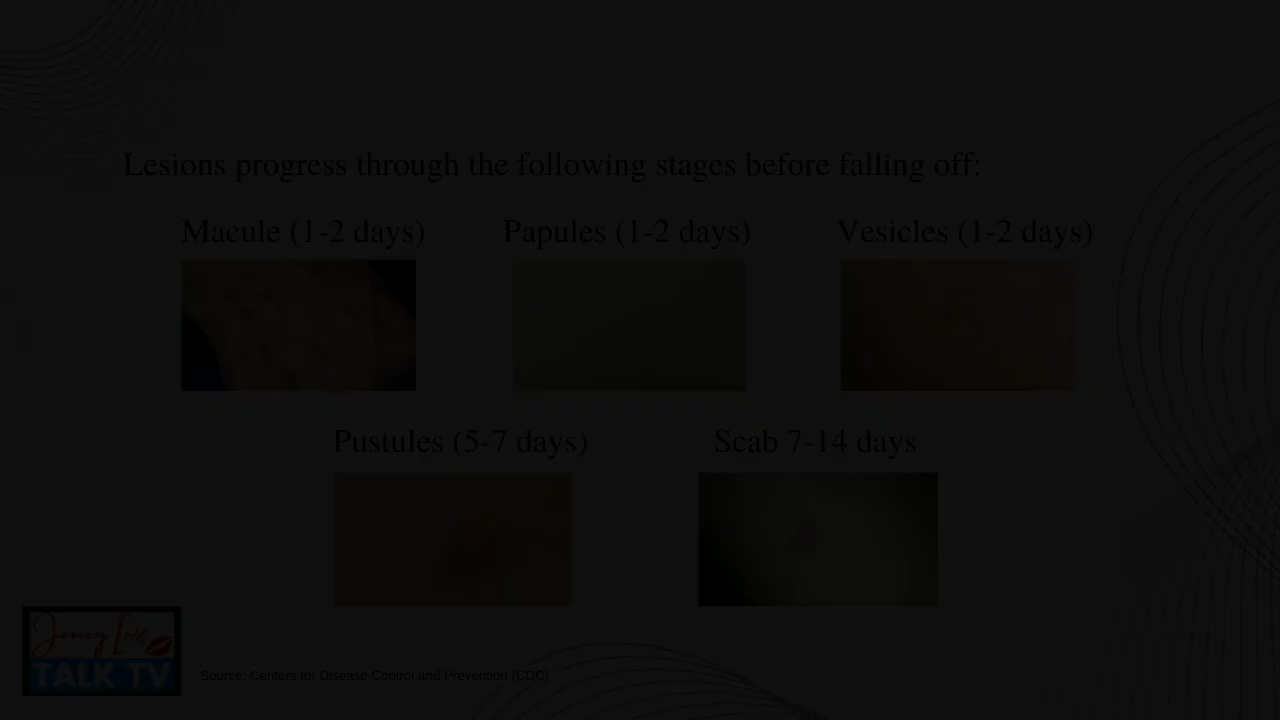 Lesions progress through the following stages before falling off:
Macule (1-2 days)
Papules (1-2 days)
Vesicles (1-2 days)
Pustules (5-7 days)
Scab 7-14 days
TALK TV
Source: Centers for Disease Control and Prevention (CDC)